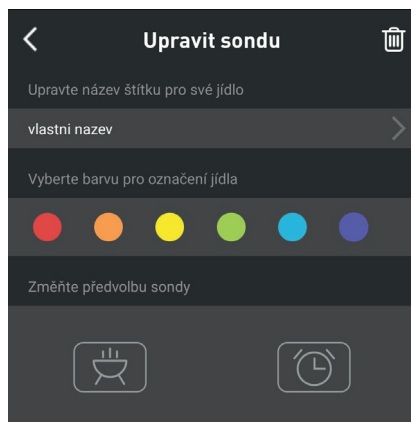 Upravit sondu
Upravte název štítku pro své jídlo
vlastni nazev
Vyberte barvu pro označení jídla
Změňte předvolbu sondy